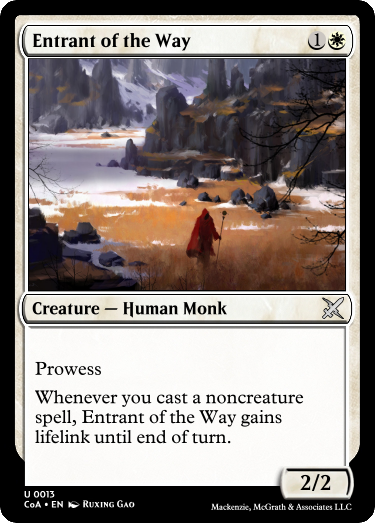 Entrant of the Way 1
Creature — Human Monk
Prowess
Whenever you cast a noncreature
spell, Entrant of the Way gains
lifelink until end of turn.
2/2
U 0013
CoA • EN Ruxing Gao
Mackenzie, McGrath & Associates LLC